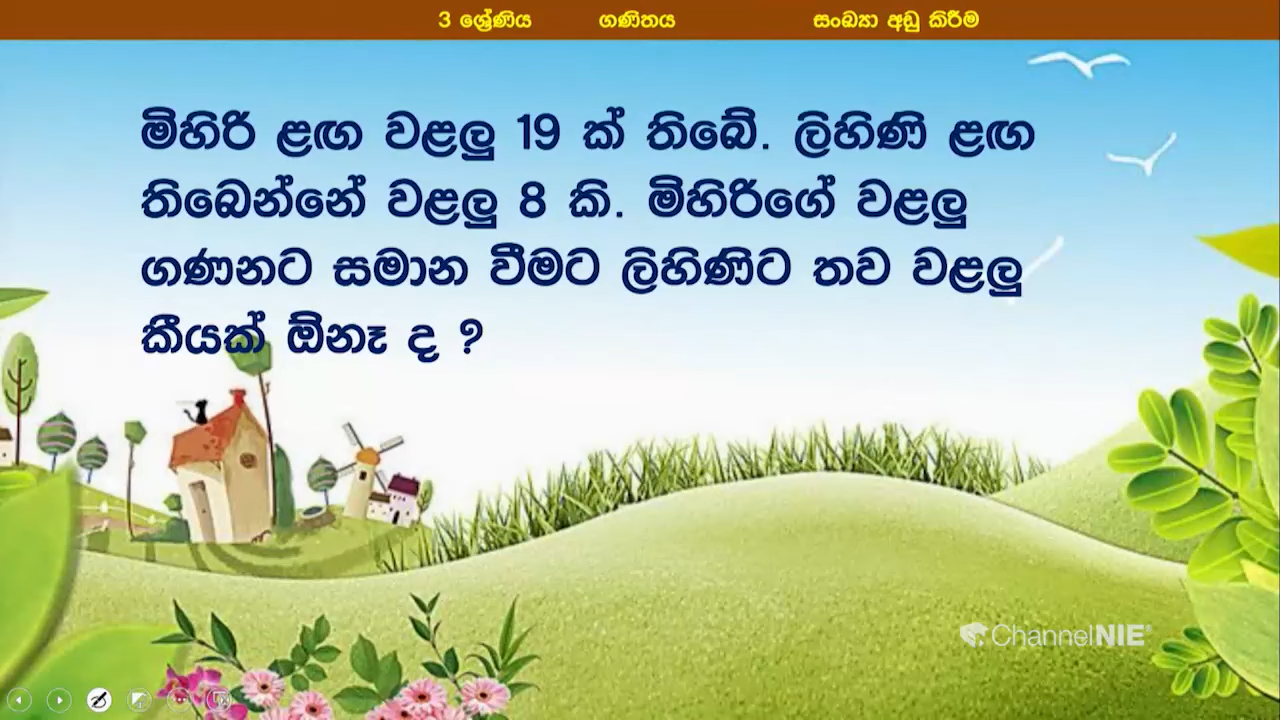 3 ශ්‍රේණිය ගණිතය සංඛ්‍යා අඩු කිරීම
මිහිරි ළඟ වළලු 19 ක් තිබේ. ලිහිණි ළඟ
තිබෙන්නේ වළලු 8 කි. මිහිරිගේ වළලු
ගණනට සමාන වීමට ලිහිණිට තව වළලු
කීයක් ඕනෑ ද ?
ChannelNIE